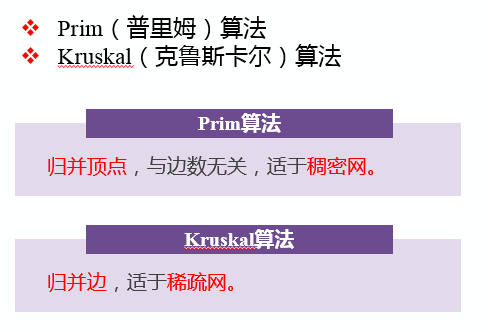 Prim（普里姆）算法
Kruskal（克鲁斯卡尔）算法
Prim算法
归并顶点，与边数无关，适于稠密网。
Kruskal算法
归并边，适于稀疏网。